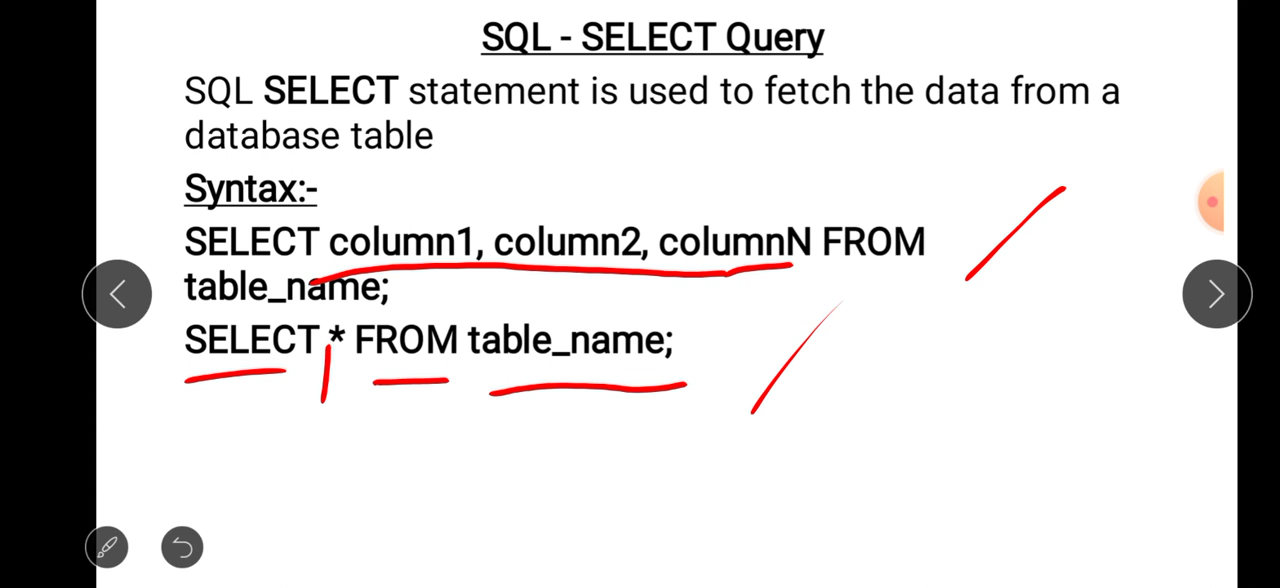 SQL - SELECT Query
SQL SELECT statement is used to fetch the data from a
database table
Syntax:-
SELECT column1, column2, columnN FROM
table_name;
SELECT * FROM table_name;